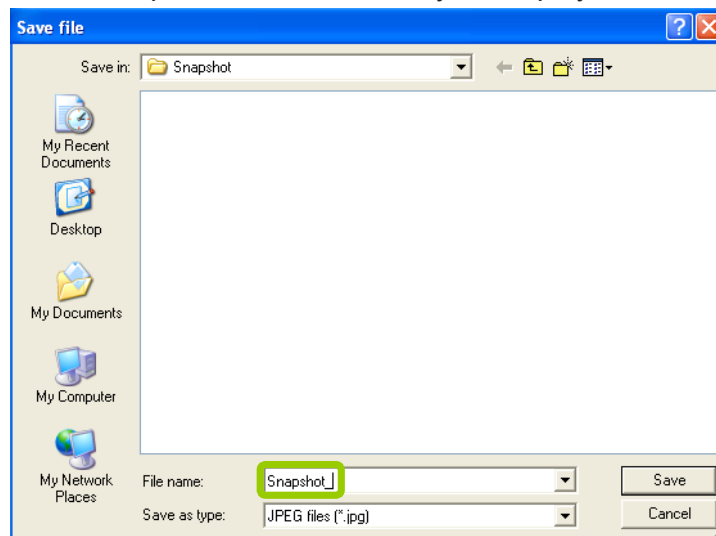 Save file
Save in: Snapshot
My Recent
Documents
Desktop
My Documents
My Computer
My Network
Places
File name: Snapshot_
Save
Save as type: JPEG files (*.jpg)
Cancel